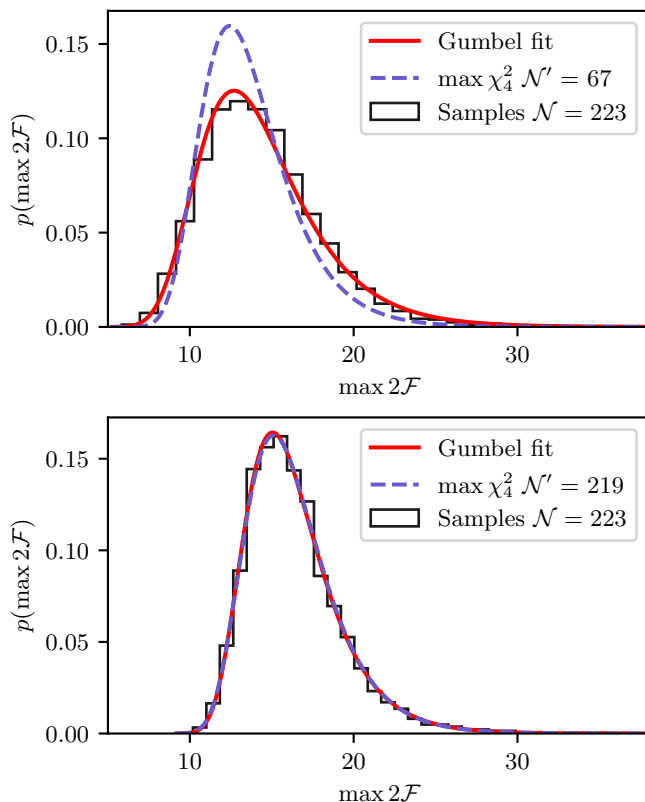 0.15
0.10
0.05
0.00
p(max 2ℱ)
Gumbel fit
max χ₄² 𝒩′ = 67
Samples 𝒩 = 223
10 20 30
max 2ℱ
0.15
0.10
0.05
0.00
p(max 2ℱ)
Gumbel fit
max χ₄² 𝒩′ = 219
Samples 𝒩 = 223
10 20 30
max 2ℱ